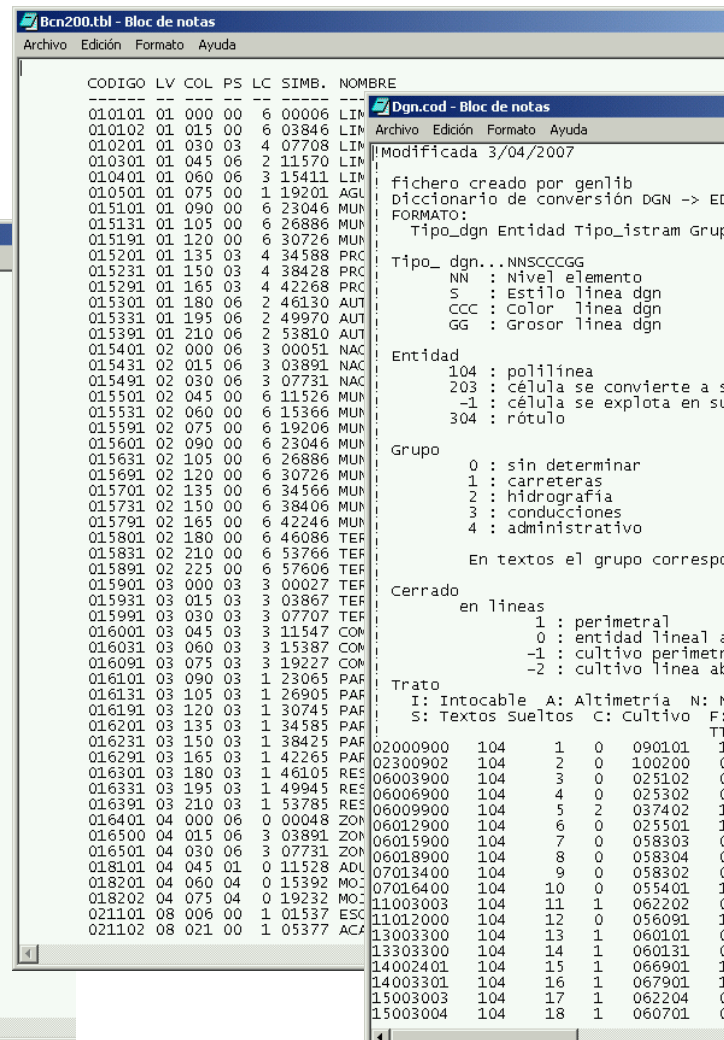 Bcn200.tbl - Bloc de notas
Archivo Edición Formato Ayuda
CODIGO LV COL PS LC SIMB. NOMBRE
------ -- --- -- -- ----- ---
010101 01 000 00 6 00006 LIM
010102 01 015 00 6 03846 LIM
010201 01 030 03 4 07708 LIM
010301 01 045 06 2 11570 LIM
010401 01 060 06 3 15411 LIM
010501 01 075 00 1 19201 AGU
015101 01 090 00 6 23046 MUN
015131 01 105 00 6 26886 MUN
015191 01 120 00 6 30726 MUN
015201 01 135 03 4 34588 PRO
015231 01 150 03 4 38428 PRO
015291 01 165 03 4 42268 PRO
015301 01 180 06 2 46130 AUT
015331 01 195 06 2 49970 AUT
015391 01 210 06 2 53810 AUT
015401 02 000 06 3 00051 NAC
015431 02 015 06 3 03891 NAC
015491 02 030 06 3 07731 NAC
015501 02 045 00 6 11526 MUN
015531 02 060 00 6 15366 MUN
015591 02 075 00 6 19206 MUN
015601 02 090 00 6 23046 MUN
015631 02 105 00 6 26886 MUN
015691 02 120 00 6 30726 MUN
015701 02 135 00 6 34566 MUN
015731 02 150 00 6 38406 MUN
015791 02 165 00 6 42246 MUN
015801 02 180 00 6 46086 TER
015831 02 210 00 6 53766 TER
015891 02 225 00 6 57606 TER
015901 03 000 03 3 00027 TER
015931 03 015 03 3 03867 TER
015991 03 030 03 3 07707 TER
016001 03 045 03 3 11547 COM
016031 03 060 03 3 15387 COM
016091 03 075 03 3 19227 COM
016101 03 090 03 1 23065 PAR
016131 03 105 03 1 26905 PAR
016191 03 120 03 1 30745 PAR
016201 03 135 03 1 34585 PAR
016231 03 150 03 1 38425 PAR
016291 03 165 03 1 42265 PAR
016301 03 180 03 1 46105 RES
016331 03 195 03 1 49945 RES
016391 03 210 03 1 53785 RES
016401 04 000 06 0 00048 ZON
016500 04 015 06 3 03891 ZON
016501 04 030 06 3 07731 ZON
018101 04 045 01 0 11528 ADU
018201 04 060 04 0 15392 MOJ
018202 04 075 04 0 19232 MOJ
021101 08 006 00 1 01537 ESC
021102 08 021 00 1 05377 ACA
Dgn.cod - Bloc de notas
Archivo Edición Formato Ayuda
!Modificada 3/04/2007
!
! fichero creado por genlib
! Diccionario de conversión DGN -> ED
! FORMATO:
! Tipo_dgn Entidad Tipo_istram Grup
!
! Tipo_ dgn...NNSCCCGG
! NN : Nivel elemento
! S : Estilo linea dgn
! CCC : Color linea dgn
! GG : Grosor linea dgn
!
! Entidad
! 104 : polilínea
! 203 : célula se convierte a s
! -1 : célula se explota en su
! 304 : rótulo
!
! Grupo
! 0 : sin determinar
! 1 : carreteras
! 2 : hidrografía
! 3 : conducciones
! 4 : administrativo
!
! En textos el grupo correspo
!
! Cerrado
! en lineas
! 1 : perimetral
! 0 : entidad lineal a
! -1 : cultivo perimetr
! -2 : cultivo linea ab
! Trato
! I: Intocable A: Altimetría N: N
! S: Textos Sueltos C: Cultivo F:
! TT
02000900 104 1 0 090101 1
02300902 104 2 0 100200 0
06003900 104 3 0 025102 0
06006900 104 4 0 025302 0
06009900 104 5 2 037402 1
06012900 104 6 0 025501 1
06015900 104 7 0 058303 0
06018900 104 8 0 058304 0
07013400 104 9 0 058302 0
07016400 104 10 0 055401 1
11003003 104 11 1 062202 0
11012000 104 12 0 056091 1
13003300 104 13 1 060101 0
13303300 104 14 1 060131 0
14002401 104 15 1 066901 1
14003301 104 16 1 067901 1
15003003 104 17 1 062204 0
15003004 104 18 1 060701 0